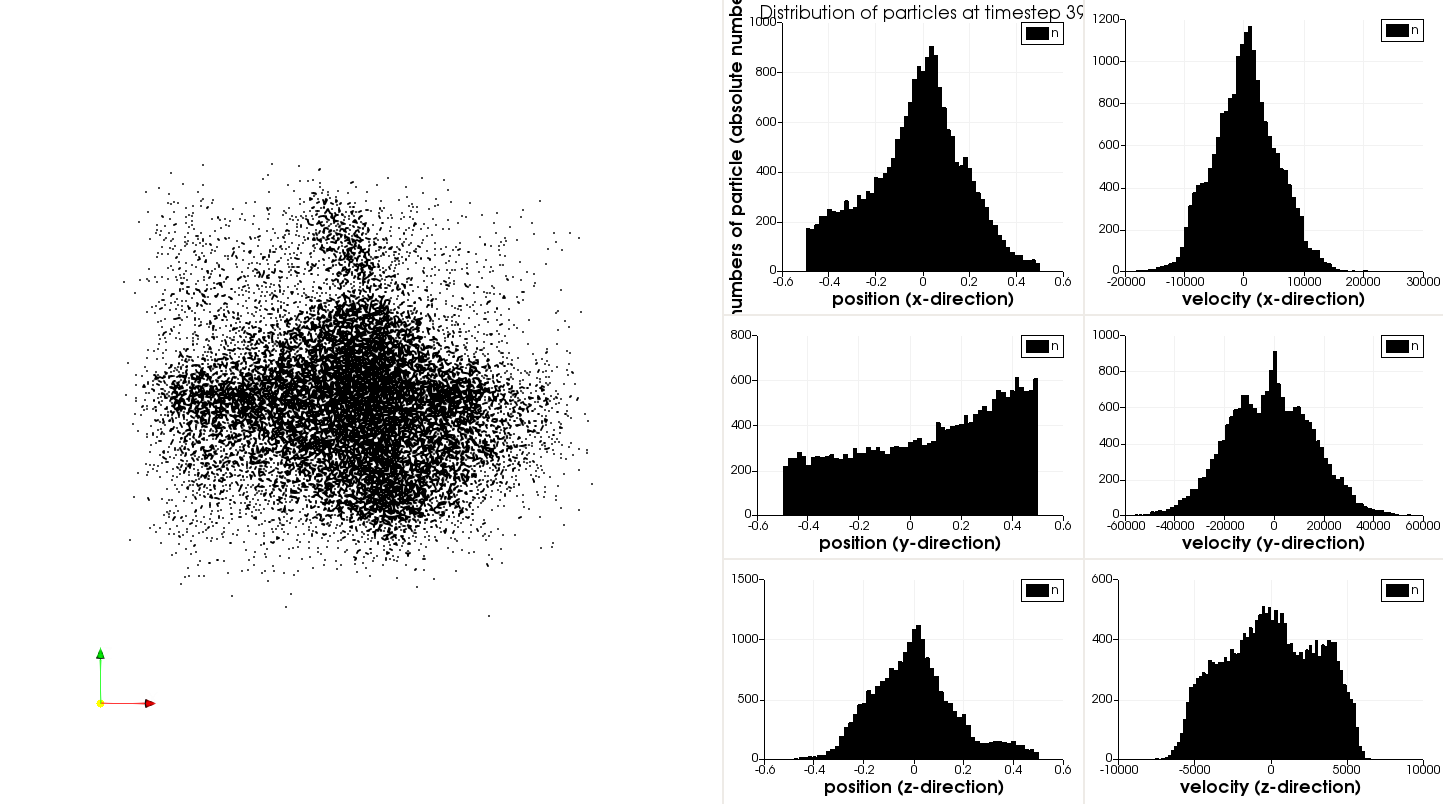 Distribution of particles at timestep 39
numbers of particle (absolute numbe
1000
800
600
400
200
0
-0.6 -0.4 -0.2 0 0.2 0.4 0.6
position (x-direction)
n
1200
1000
800
600
400
200
0
-20000 -10000 0 10000 20000 30000
velocity (x-direction)
n
800
600
400
200
0
-0.6 -0.4 -0.2 0 0.2 0.4 0.6
position (y-direction)
n
1000
800
600
400
200
0
-60000 -40000 -20000 0 20000 40000 60000
velocity (y-direction)
n
1500
1000
500
0
-0.6 -0.4 -0.2 0 0.2 0.4 0.6
position (z-direction)
n
600
400
200
0
-10000 -5000 0 5000 10000
velocity (z-direction)
n